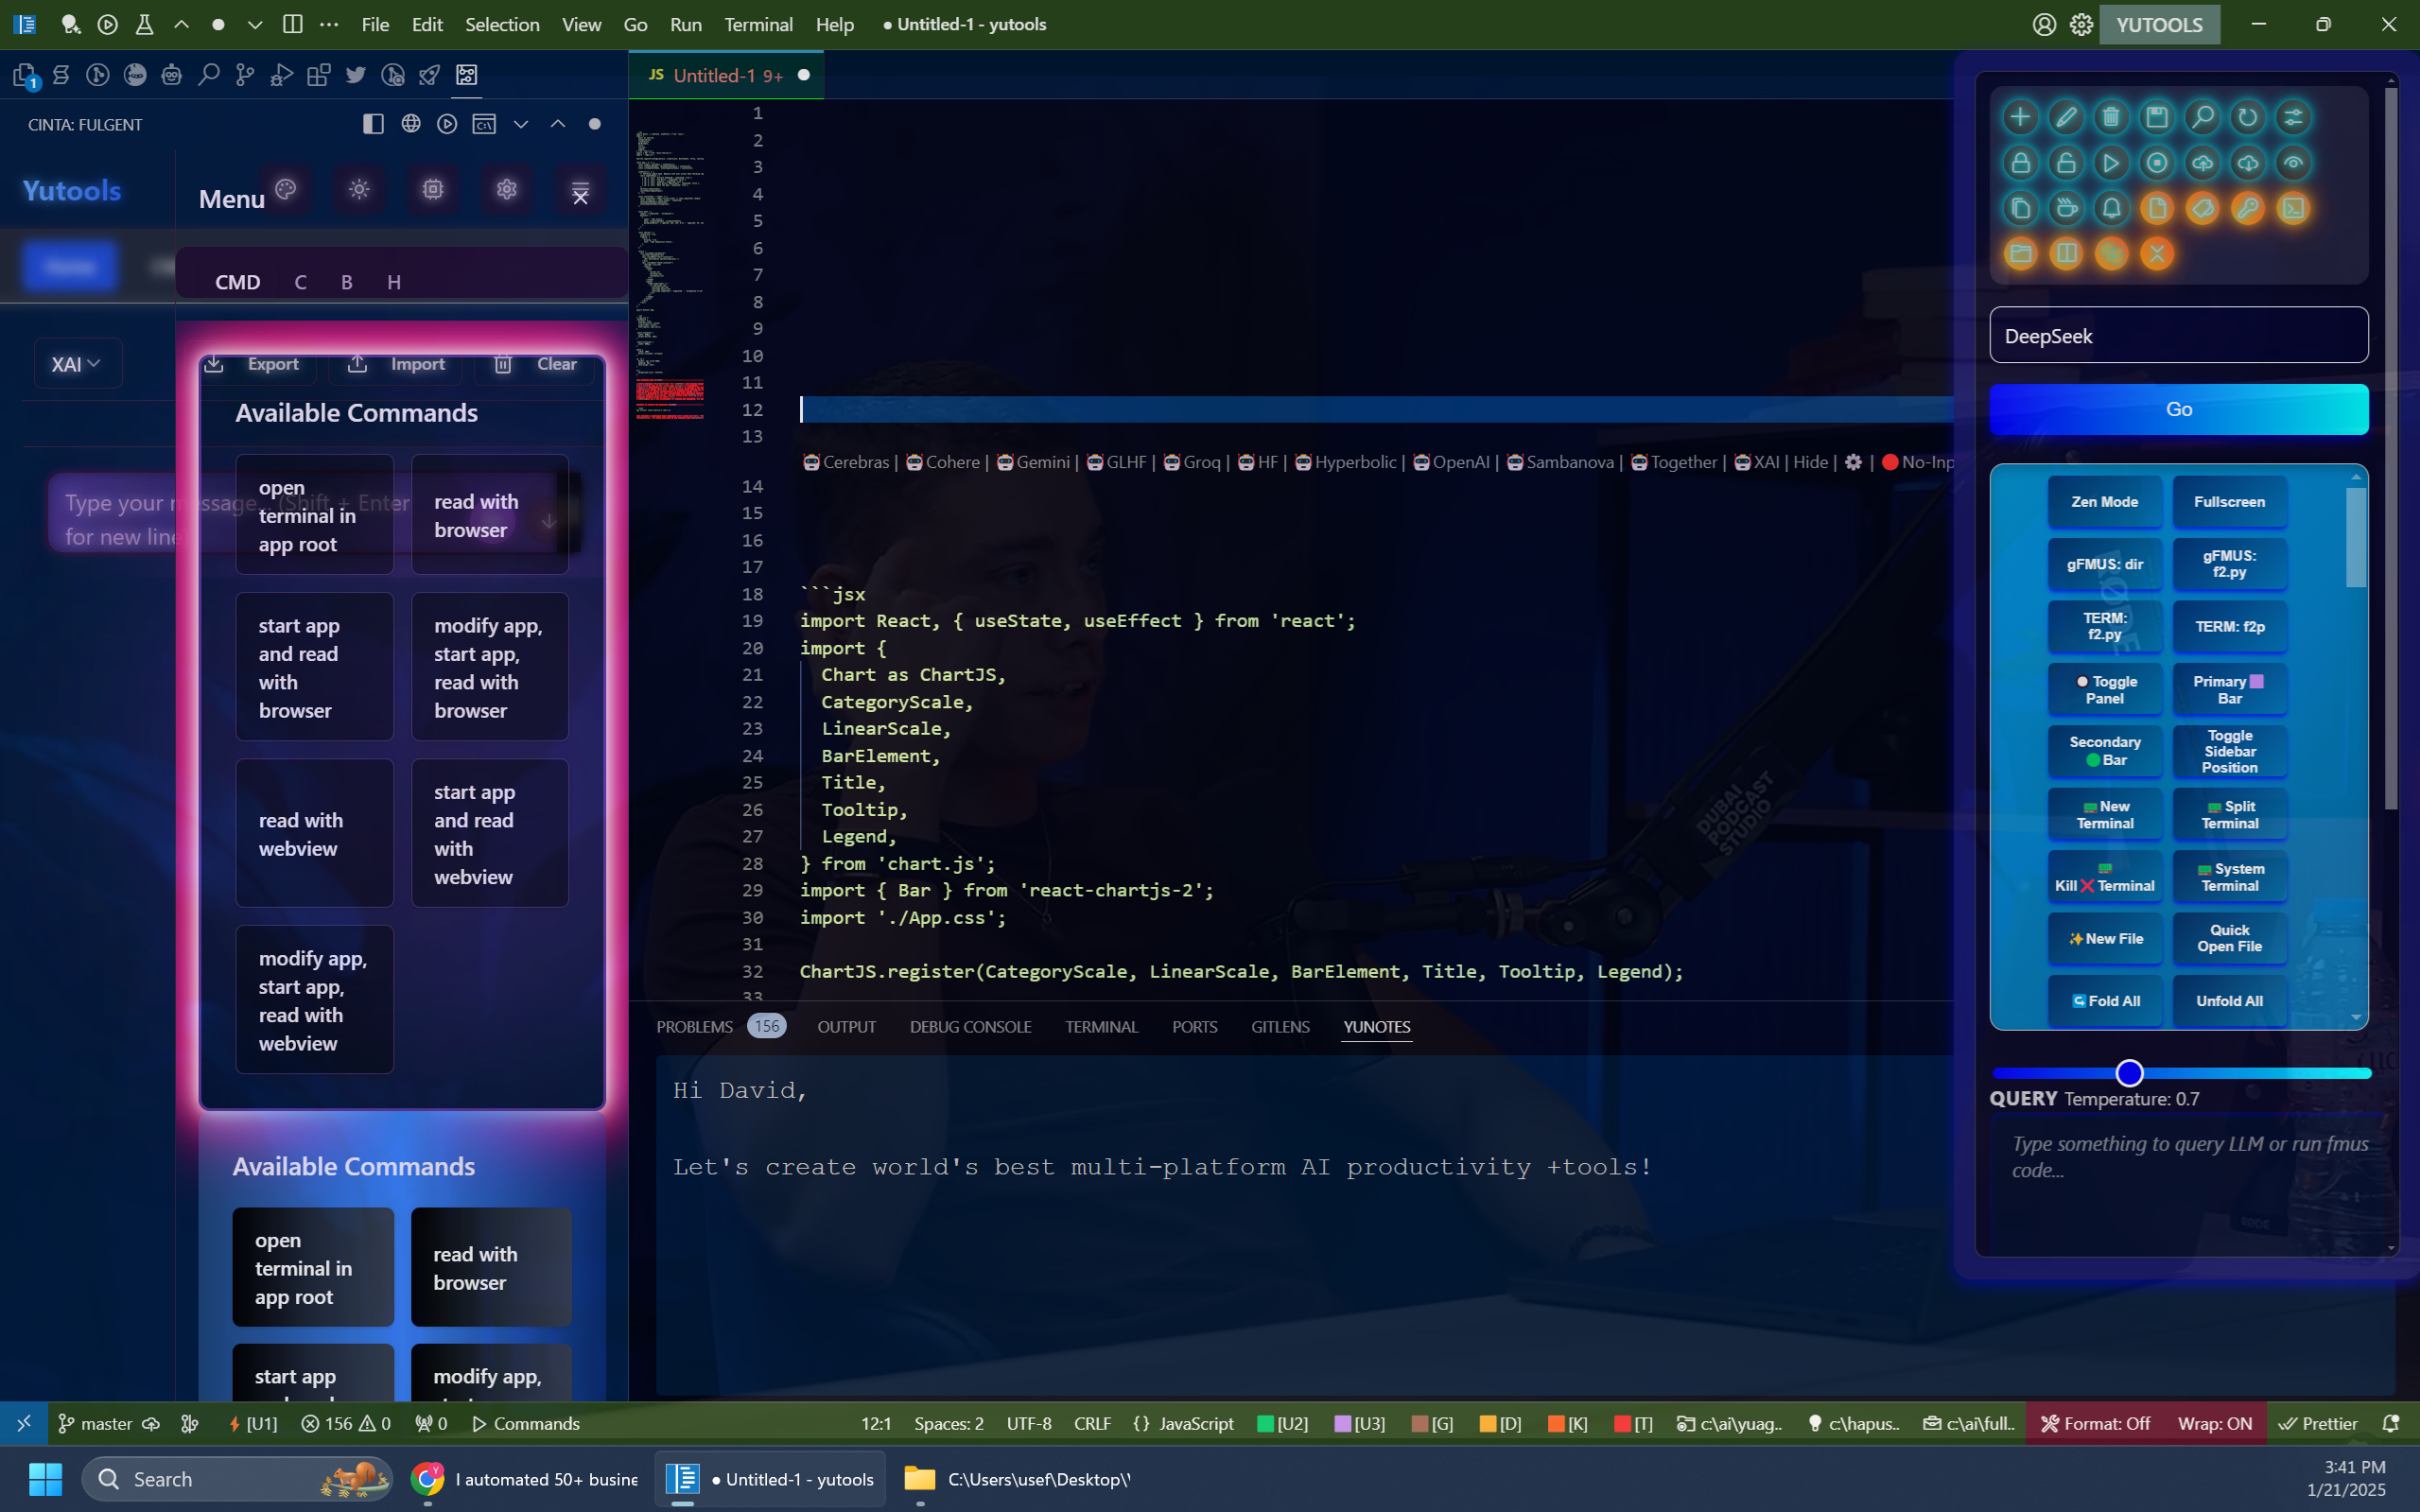 File Edit Selection View Go Run Terminal Help ● Untitled-1 - yutools
YUTOOLS
1
CINTA: FULGENT
Yutools
Menu
CMD C B H
XAI
Export Import Clear
Available Commands
Type your message... (Shift + Enter
for new line
open
terminal in
app root
read with
browser
start app
and read
with
browser
modify app,
start app,
read with
browser
read with
webview
start app
and read
with
webview
modify app,
start app,
read with
webview
Available Commands
open
terminal in
app root
read with
browser
start app
modify app,
JS Untitled-1 9+
1
2
3
4
5
6
7
8
9
10
11
12
13
Cerebras | Cohere | Gemini | GLHF | Groq | HF | Hyperbolic | OpenAI | Sambanova | Together | XAI | Hide | | No-Inp
14
15
16
17
18 ```jsx
19 import React, { useState, useEffect } from 'react';
20 import {
21 Chart as ChartJS,
22 CategoryScale,
23 LinearScale,
24 BarElement,
25 Title,
26 Tooltip,
27 Legend,
28 } from 'chart.js';
29 import { Bar } from 'react-chartjs-2';
30 import './App.css';
31
32 ChartJS.register(CategoryScale, LinearScale, BarElement, Title, Tooltip, Legend);
33
DUBAI
PODCAST
STUDIO
RØDE
PROBLEMS 156 OUTPUT DEBUG CONSOLE TERMINAL PORTS GITLENS YUNOTES
Hi David,
Let's create world's best multi-platform AI productivity +tools!
DeepSeek
Go
Zen Mode
Fullscreen
gFMUS: dir
gFMUS:
f2.py
TERM:
f2.py
TERM: f2p
Toggle
Panel
Primary
Bar
Secondary
Bar
Toggle
Sidebar
Position
New
Terminal
Split
Terminal
Kill Terminal
System
Terminal
New File
Quick
Open File
Fold All
Unfold All
QUERY Temperature: 0.7
Type something to query LLM or run fmus
code...
master [U1] 156 0 0 Commands 12:1 Spaces: 2 UTF-8 CRLF {} JavaScript [U2] [U3] [G] [D] [K] [T] c:\ai\yuag.. c:\hapus.. c:\ai\full.. Format: Off Wrap: ON Prettier
Search
I automated 50+ busine
● Untitled-1 - yutools
C:\Users\usef\Desktop\
3:41 PM
1/21/2025